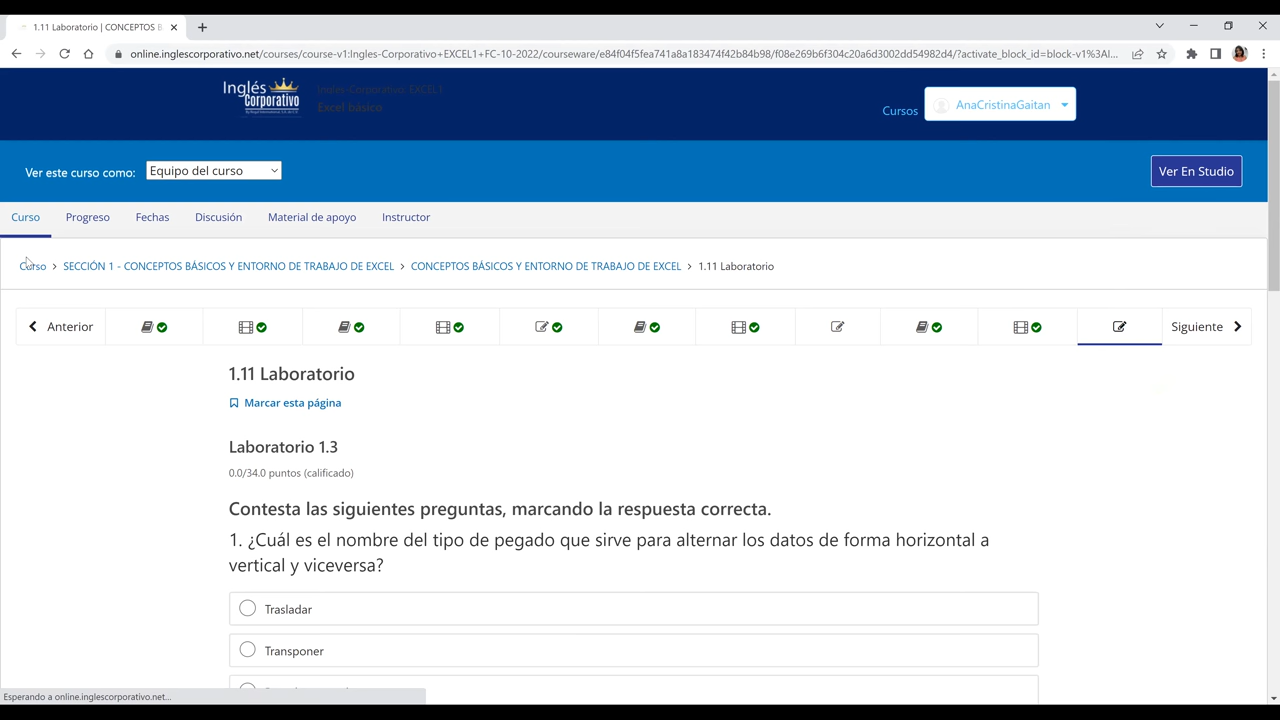 1.11 Laboratorio | CONCEPTOS B
online.inglescorporativo.net/courses/course-v1:Ingles-Corporativo+EXCEL1+FC-10-2022/courseware/e84f04f5fea741a8a183474f42b84b98/f08e269b6f304c20a6d3002dd54982d4/?activate_block_id=block-v1%3AI...
Inglés
Corporativo
Ingles-Corporativo: EXCEL1
Excel básico
Cursos
AnaCristinaGaitan
Ver este curso como:
Equipo del curso
Ver En Studio
Curso
Progreso
Fechas
Discusión
Material de apoyo
Instructor
Curso > SECCIÓN 1 - CONCEPTOS BÁSICOS Y ENTORNO DE TRABAJO DE EXCEL > CONCEPTOS BÁSICOS Y ENTORNO DE TRABAJO DE EXCEL > 1.11 Laboratorio
Anterior
Siguiente
1.11 Laboratorio
Marcar esta página
Laboratorio 1.3
0.0/34.0 puntos (calificado)
Contesta las siguientes preguntas, marcando la respuesta correcta.
1. ¿Cuál es el nombre del tipo de pegado que sirve para alternar los datos de forma horizontal a
vertical y viceversa?
Trasladar
Transponer
Esperando a online.inglescorporativo.net...